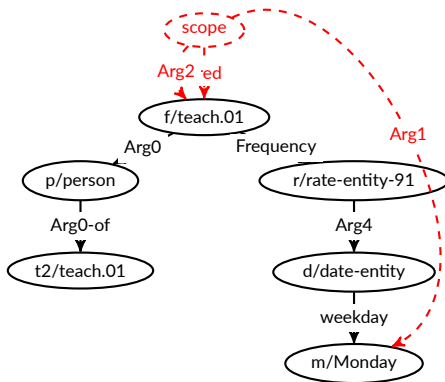 scope
Arg2 ed
f/teach.01
Arg0 Frequency Arg1
p/person r/rate-entity-91
Arg0-of Arg4
t2/teach.01 d/date-entity
weekday
m/Monday